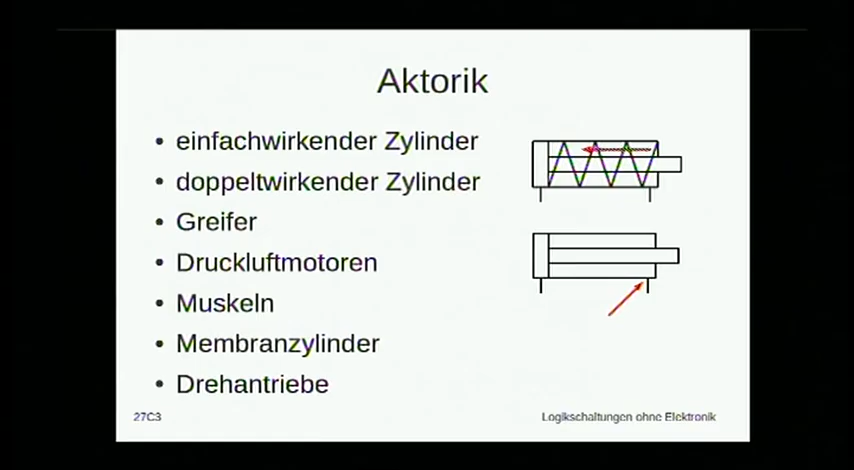 Aktorik
• einfachwirkender Zylinder
• doppeltwirkender Zylinder
• Greifer
• Druckluftmotoren
• Muskeln
• Membranzylinder
• Drehantriebe
27C3
Logikschaltungen ohne Elektronik